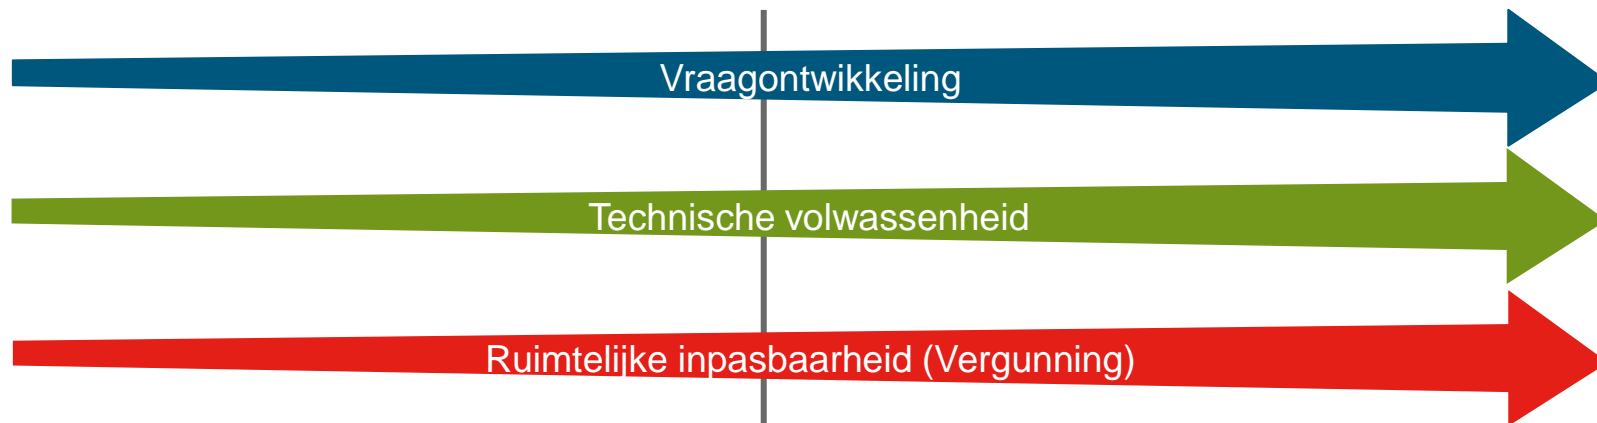 Vraagontwikkeling
Technische volwassenheid
Ruimtelijke inpasbaarheid (Vergunning)